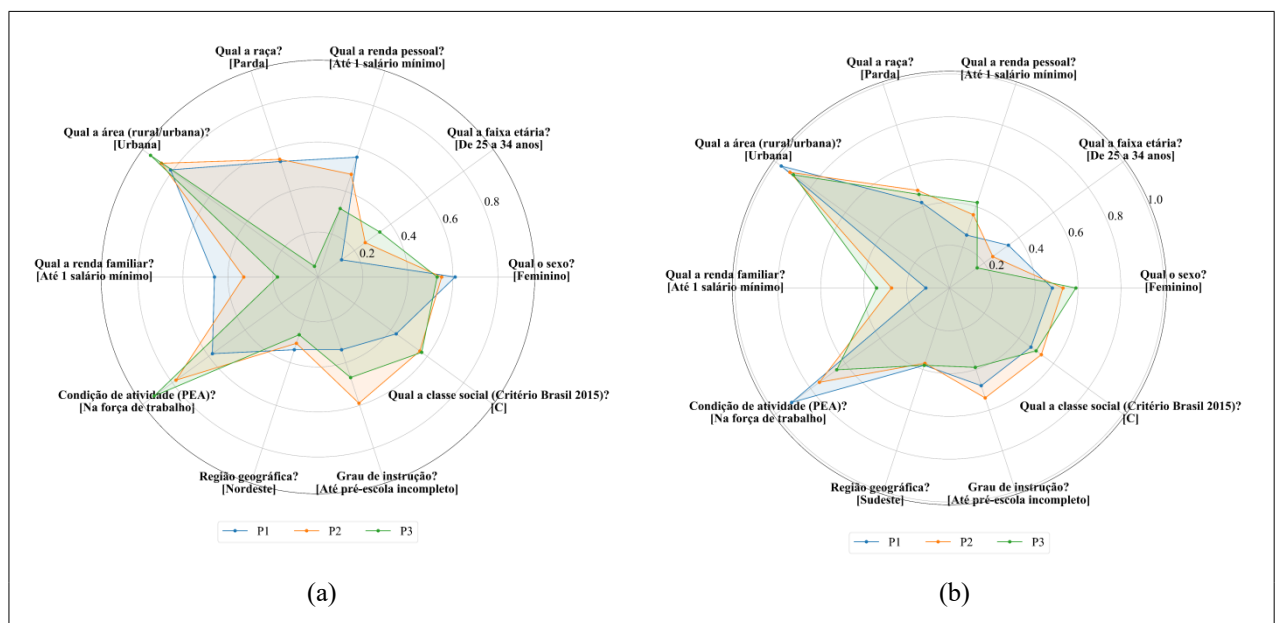 Qual a raça?
[Parda]
Qual a renda pessoal?
[Até 1 salário mínimo]
Qual a área (rural/urbana)?
[Urbana]
Qual a faixa etária?
[De 25 a 34 anos]
0.8
0.6
0.4
0.2
Qual a renda familiar?
[Até 1 salário mínimo]
Qual o sexo?
[Feminino]
Condição de atividade (PEA)?
[Na força de trabalho]
Qual a classe social (Critério Brasil 2015)?
[C]
Região geográfica?
[Nordeste]
Grau de instrução?
[Até pré-escola incompleto]
P1 P2 P3
(a)
Qual a raça?
[Parda]
Qual a renda pessoal?
[Até 1 salário mínimo]
Qual a área (rural/urbana)?
[Urbana]
Qual a faixa etária?
[De 25 a 34 anos]
1.0
0.8
0.6
0.4
0.2
Qual a renda familiar?
[Até 1 salário mínimo]
Qual o sexo?
[Feminino]
Condição de atividade (PEA)?
[Na força de trabalho]
Qual a classe social (Critério Brasil 2015)?
[C]
Região geográfica?
[Sudeste]
Grau de instrução?
[Até pré-escola incompleto]
P1 P2 P3
(b)